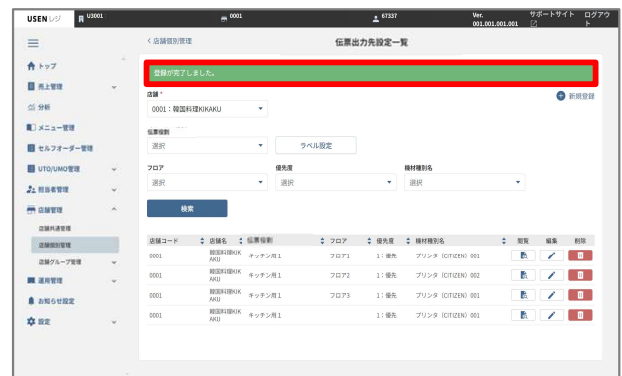 USEN レジ U3001 0001 67337 Ver. 001.001.001.001 サポートサイト ログアウト
< 店舗個別管理 伝票出力先設定一覧
トップ
売上管理
分析
メニュー管理
セルフオーダー管理
UTO/UMO管理
担当者管理
店舗管理
店舗共通管理
店舗個別管理
店舗グループ管理
運用管理
お知らせ設定
設定
登録が完了しました。
店舗 *
新規登録
0001：韓国料理KIKAKU
伝票役割
選択 ラベル設定
フロア 優先度 機材種別名
選択 選択 選択
検索
店舗コード 店舗名 伝票役割 フロア 優先度 機材種別名 閲覧 編集 削除
0001 韓国料理KIKAKU キッチン用１ フロア1 1：優先 プリンタ（CITIZEN）001
0001 韓国料理KIKAKU キッチン用１ フロア2 1：優先 プリンタ（CITIZEN）002
0001 韓国料理KIKAKU キッチン用１ フロア3 1：優先 プリンタ（CITIZEN）001
0001 韓国料理KIKAKU キッチン用１ 1：優先 プリンタ（CITIZEN）001